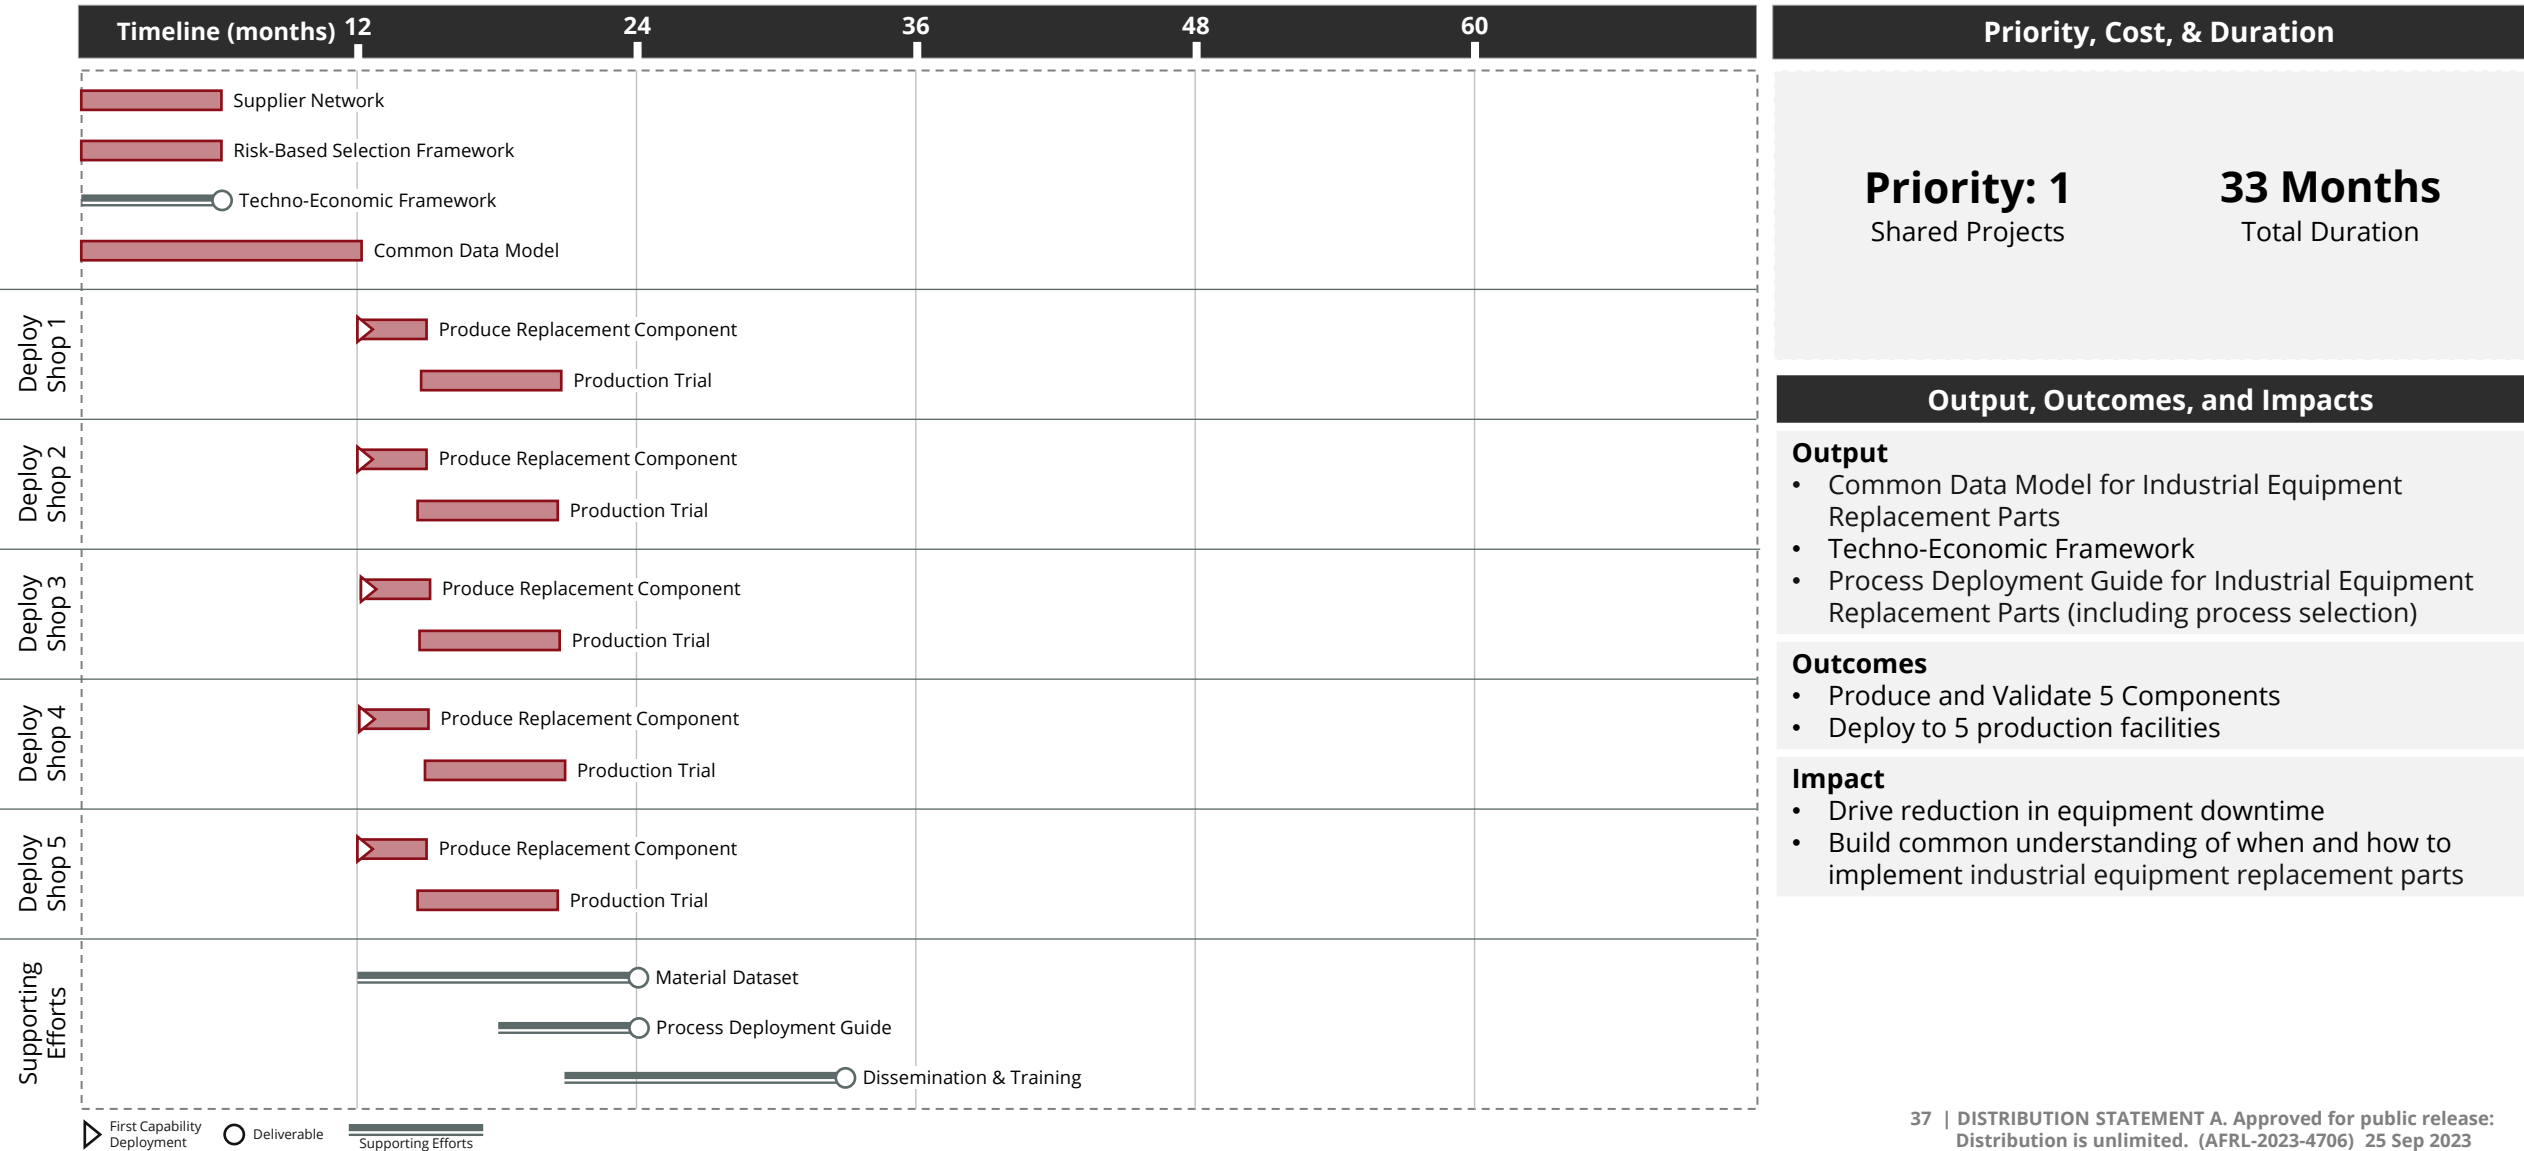 Timeline (months) 12 24 36 48 60
Supplier Network
Risk-Based Selection Framework
Techno-Economic Framework
Common Data Model
Deploy
Shop 1
Produce Replacement Component
Production Trial
Deploy
Shop 2
Produce Replacement Component
Production Trial
Deploy
Shop 3
Produce Replacement Component
Production Trial
Deploy
Shop 4
Produce Replacement Component
Production Trial
Deploy
Shop 5
Produce Replacement Component
Production Trial
Supporting
Efforts
Material Dataset
Process Deployment Guide
Dissemination & Training
First Capability
Deployment
Deliverable
Supporting Efforts
Priority, Cost, & Duration
Priority: 1
Shared Projects
33 Months
Total Duration
Output, Outcomes, and Impacts
Output
• Common Data Model for Industrial Equipment
Replacement Parts
• Techno-Economic Framework
• Process Deployment Guide for Industrial Equipment
Replacement Parts (including process selection)
Outcomes
• Produce and Validate 5 Components
• Deploy to 5 production facilities
Impact
• Drive reduction in equipment downtime
• Build common understanding of when and how to
implement industrial equipment replacement parts
37 | DISTRIBUTION STATEMENT A. Approved for public release:
Distribution is unlimited. (AFRL-2023-4706) 25 Sep 2023